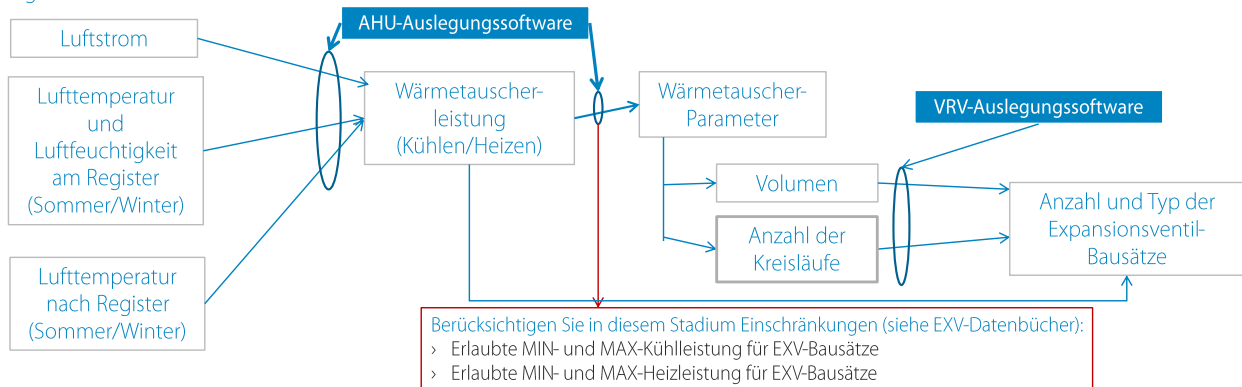 AHU-Auslegungssoftware
Luftstrom
Lufttemperatur
und
Luftfeuchtigkeit
am Register
(Sommer/Winter)
Lufttemperatur
nach Register
(Sommer/Winter)
Wärmetauscher-
leistung
(Kühlen/Heizen)
Wärmetauscher-
Parameter
VRV-Auslegungssoftware
Volumen
Anzahl der
Kreisläufe
Anzahl und Typ der
Expansionsventil-
Bausätze
Berücksichtigen Sie in diesem Stadium Einschränkungen (siehe EXV-Datenbücher):
› Erlaubte MIN- und MAX-Kühlleistung für EXV-Bausätze
› Erlaubte MIN- und MAX-Heizleistung für EXV-Bausätze